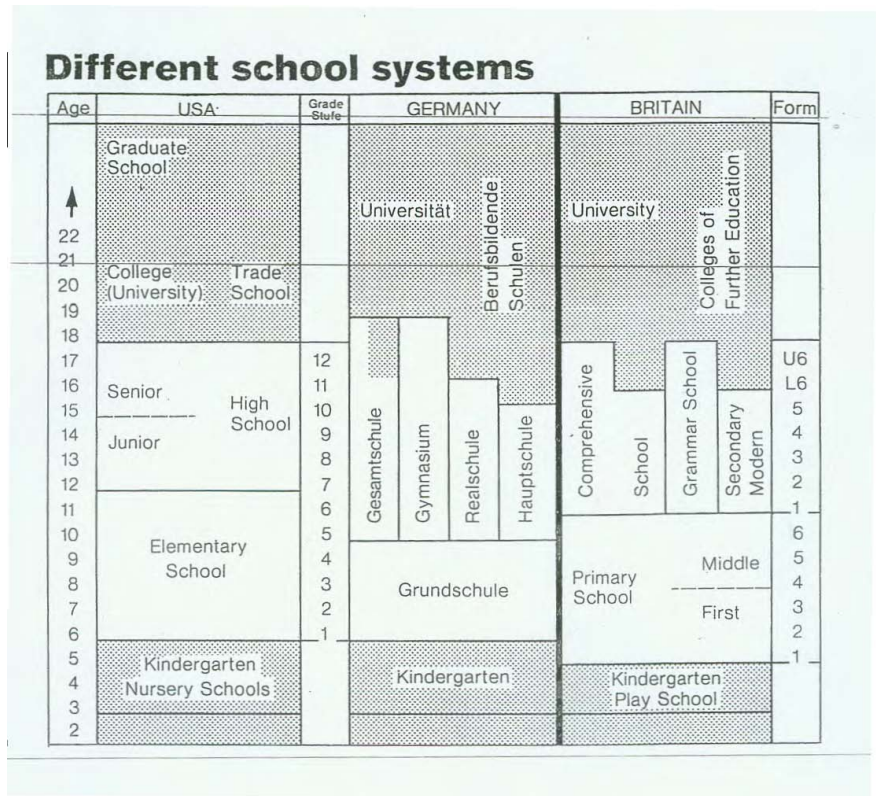 Different school systems
Age
USA
Grade
Stufe
GERMANY
BRITAIN
Form
22
21
20
19
18
17
16
15
14
13
12
11
10
9
8
7
6
5
4
3
2
Graduate
School
College
(University)
Trade
School
Senior
Junior
High
School
Elementary
School
Kindergarten
Nursery Schools
12
11
10
9
8
7
6
5
4
3
2
1
Universität
Berufsbildende
Schulen
Gesamtschule
Gymnasium
Realschule
Hauptschule
Grundschule
Kindergarten
University
Colleges of
Further Education
Comprehensive
School
Grammar School
Secondary
Modern
Primary
School
Middle
First
Kindergarten
Play School
U6
L6
5
4
3
2
1
6
5
4
3
2
1